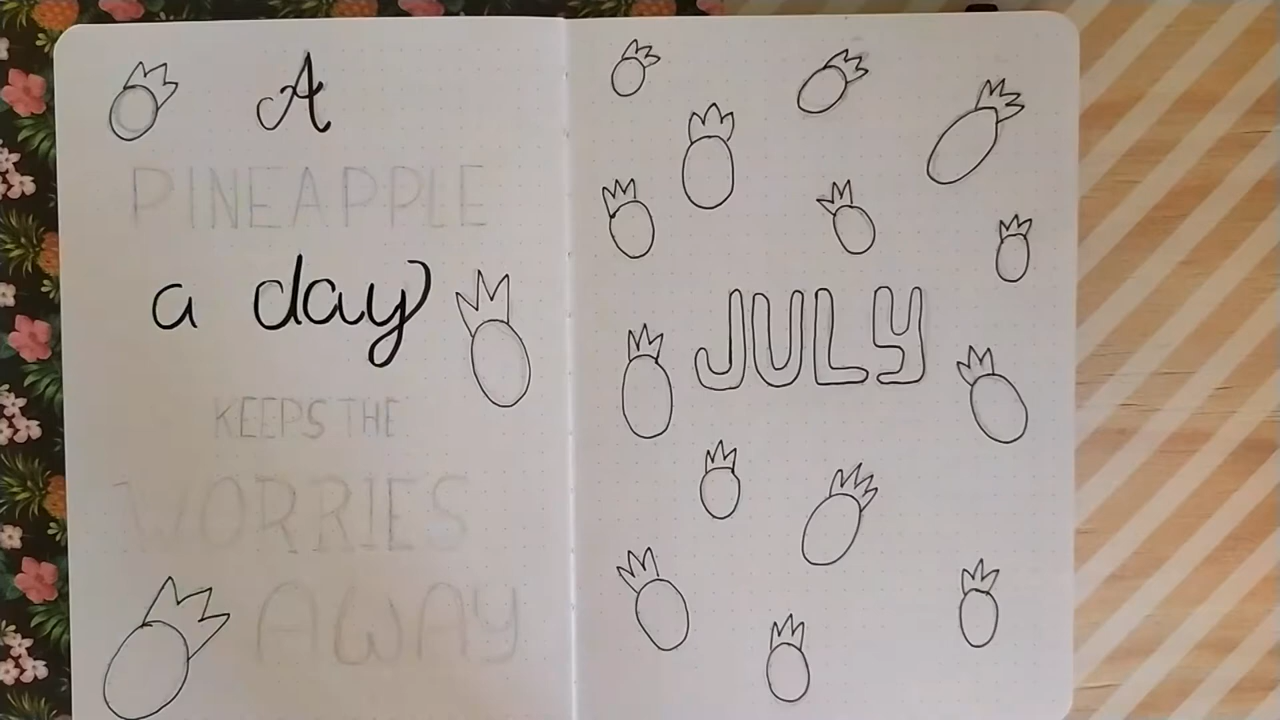 A
PINEAPPLE
a day
KEEPS THE
WORRIES
AWAY
JULY